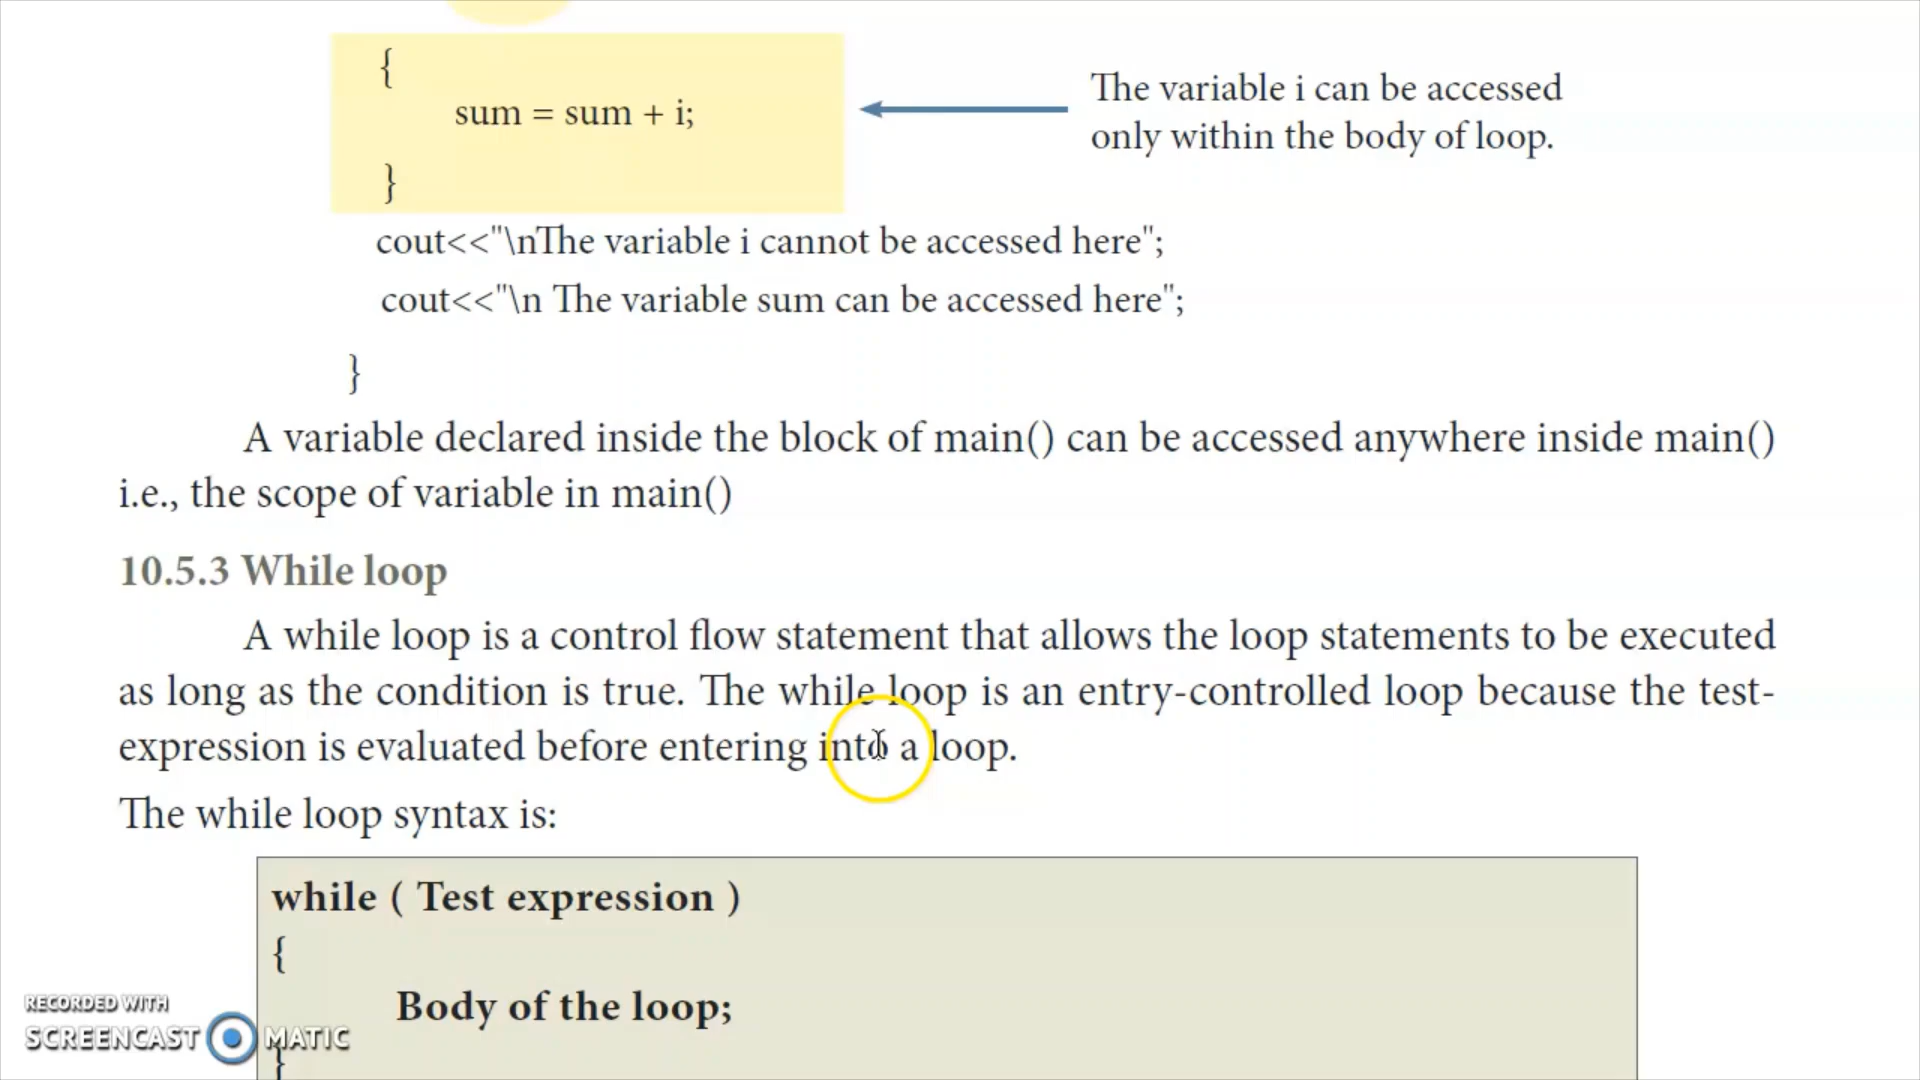 {
sum = sum + i;
The variable i can be accessed
only within the body of loop.
}
cout<<"\nThe variable i cannot be accessed here";
cout<<"\n The variable sum can be accessed here";
}
A variable declared inside the block of main() can be accessed anywhere inside main()
i.e., the scope of variable in main()
10.5.3 While loop
A while loop is a control flow statement that allows the loop statements to be executed
as long as the condition is true. The while loop is an entry-controlled loop because the test-
expression is evaluated before entering into a loop.
The while loop syntax is:
while ( Test expression )
{
Body of the loop;
}
RECORDED WITH
SCREENCAST MATIC